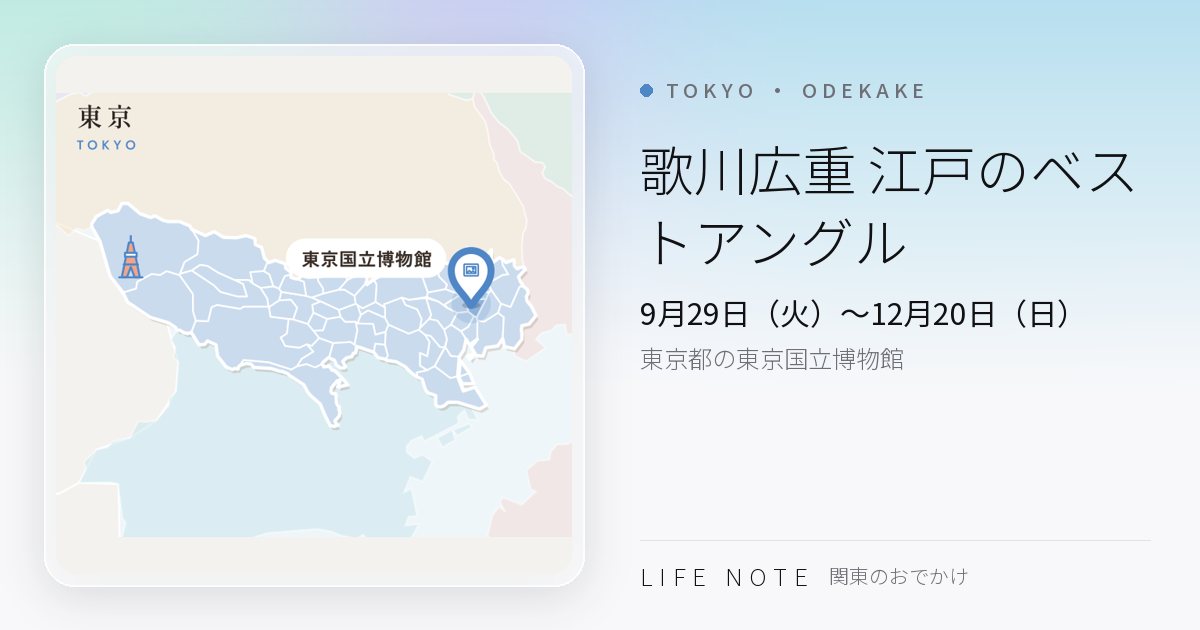 東京
TOKYO
東京国立博物館
TOKYO • ODEKAKE
歌川広重 江戸のベス
トアングル
9月29日（火）〜12月20日（日）
東京都の東京国立博物館
LIFE NOTE 関東のおでかけ